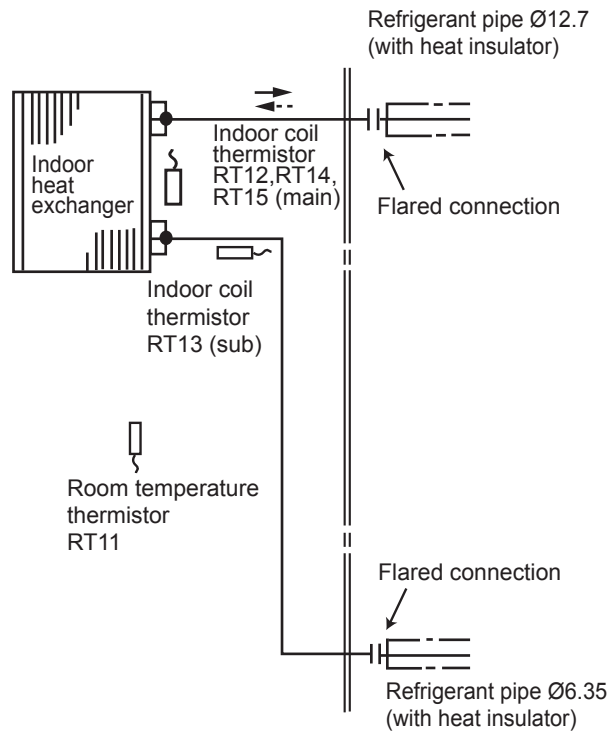 Refrigerant pipe Ø12.7
(with heat insulator)
Indoor
heat
exchanger
Indoor coil
thermistor
RT12,RT14,
RT15 (main)
Flared connection
Indoor coil
thermistor
RT13 (sub)
Room temperature
thermistor
RT11
Flared connection
Refrigerant pipe Ø6.35
(with heat insulator)